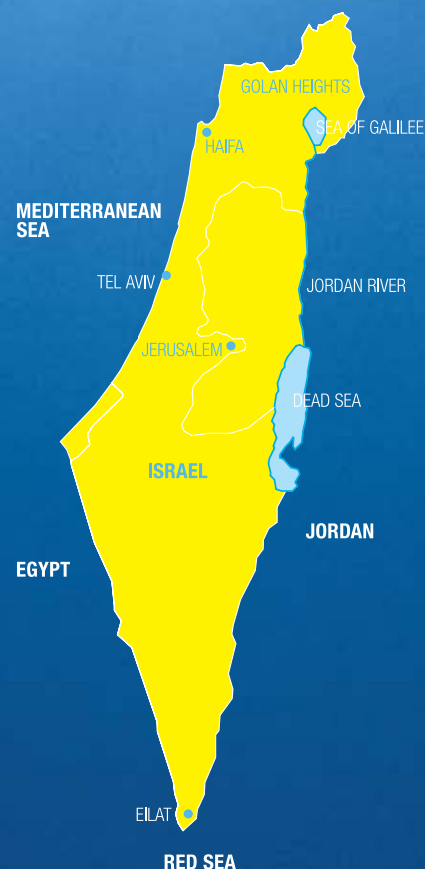 GOLAN HEIGHTS
SEA OF GALILEE
HAIFA
MEDITERRANEAN
SEA
TEL AVIV
JORDAN RIVER
JERUSALEM
DEAD SEA
ISRAEL
JORDAN
EGYPT
EILAT
RED SEA